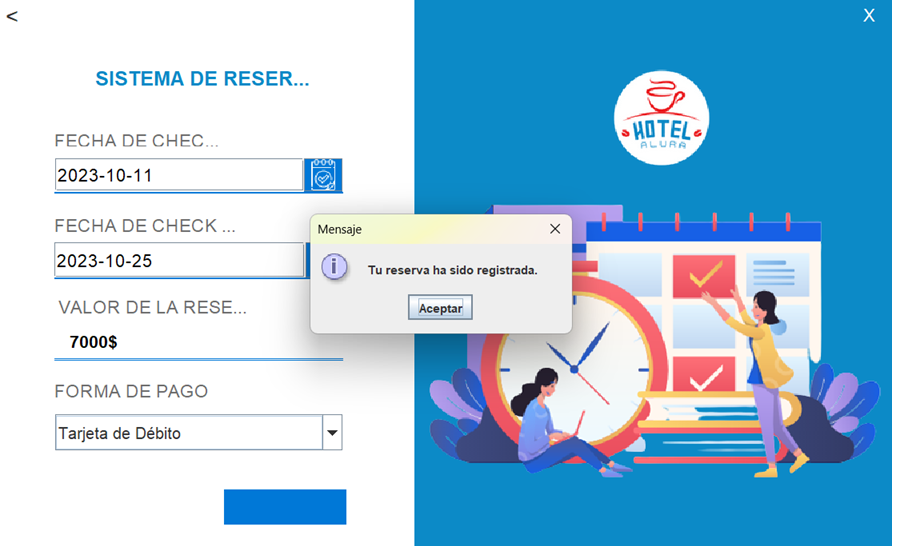 <
X
SISTEMA DE RESER...
FECHA DE CHEC...
2023-10-11
FECHA DE CHECK ...
2023-10-25
VALOR DE LA RESE...
7000$
FORMA DE PAGO
Tarjeta de Débito
HOTEL
ALURA
Mensaje
Tu reserva ha sido registrada.
Aceptar